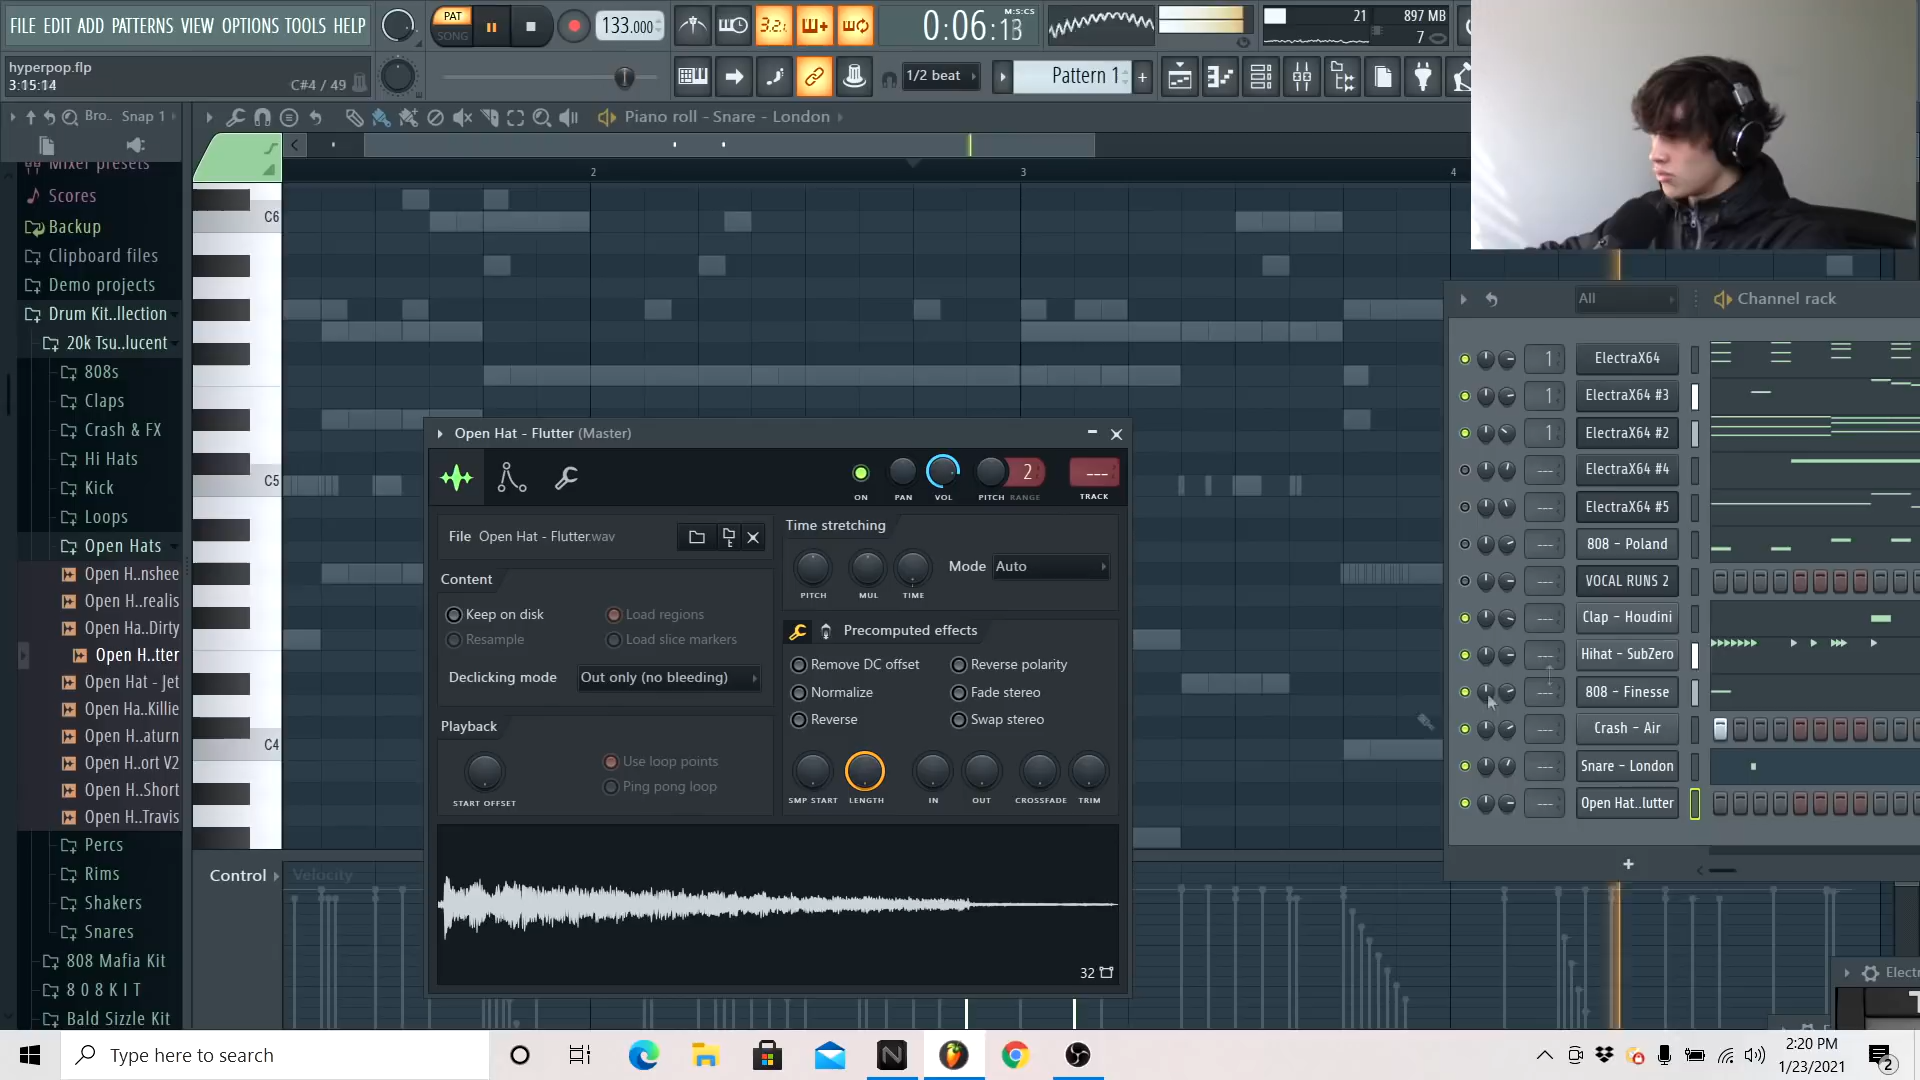 FILE EDIT ADD PATTERNS VIEW OPTIONS TOOLS HELP
PAT
SONG
133.000
3.2.1
0:06:13
M:S:CS
21
897 MB
7
hyperpop.flp
3:15:14
C#4 / 49
1/2 beat
Pattern 1
Bro..
Snap 1
Piano roll - Snare - London
Mixer presets
Scores
Backup
Clipboard files
Demo projects
Drum Kit..llection
20k Tsu..lucent
808s
Claps
Crash & FX
Hi Hats
Kick
Loops
Open Hats
Open H..nshee
Open H..realis
Open Ha..Dirty
Open H..tter
Open Hat - Jet
Open Ha..Killie
Open H..aturn
Open H..ort V2
Open H..Short
Open H..Travis
Percs
Rims
Shakers
Snares
808 Mafia Kit
8 0 8 K I T
Bald Sizzle Kit
2
3
4
C6
C5
C4
Control
Velocity
Open Hat - Flutter (Master)
ON
PAN
VOL
PITCH
2
RANGE
---
TRACK
File Open Hat - Flutter.wav
Content
Keep on disk
Load regions
Resample
Load slice markers
Declicking mode
Out only (no bleeding)
Playback
START OFFSET
Use loop points
Ping pong loop
Time stretching
PITCH
MUL
TIME
Mode
Auto
Precomputed effects
Remove DC offset
Reverse polarity
Normalize
Fade stereo
Reverse
Swap stereo
SMP START
LENGTH
IN
OUT
CROSSFADE
TRIM
32
All
Channel rack
1 ElectraX64
1 ElectraX64 #3
1 ElectraX64 #2
--- ElectraX64 #4
--- ElectraX64 #5
--- 808 - Poland
--- VOCAL RUNS 2
--- Clap - Houdini
--- Hihat - SubZero
--- 808 - Finesse
--- Crash - Air
--- Snare - London
--- Open Hat..lutter
+
Electr
Type here to search
2:20 PM
1/23/2021
2